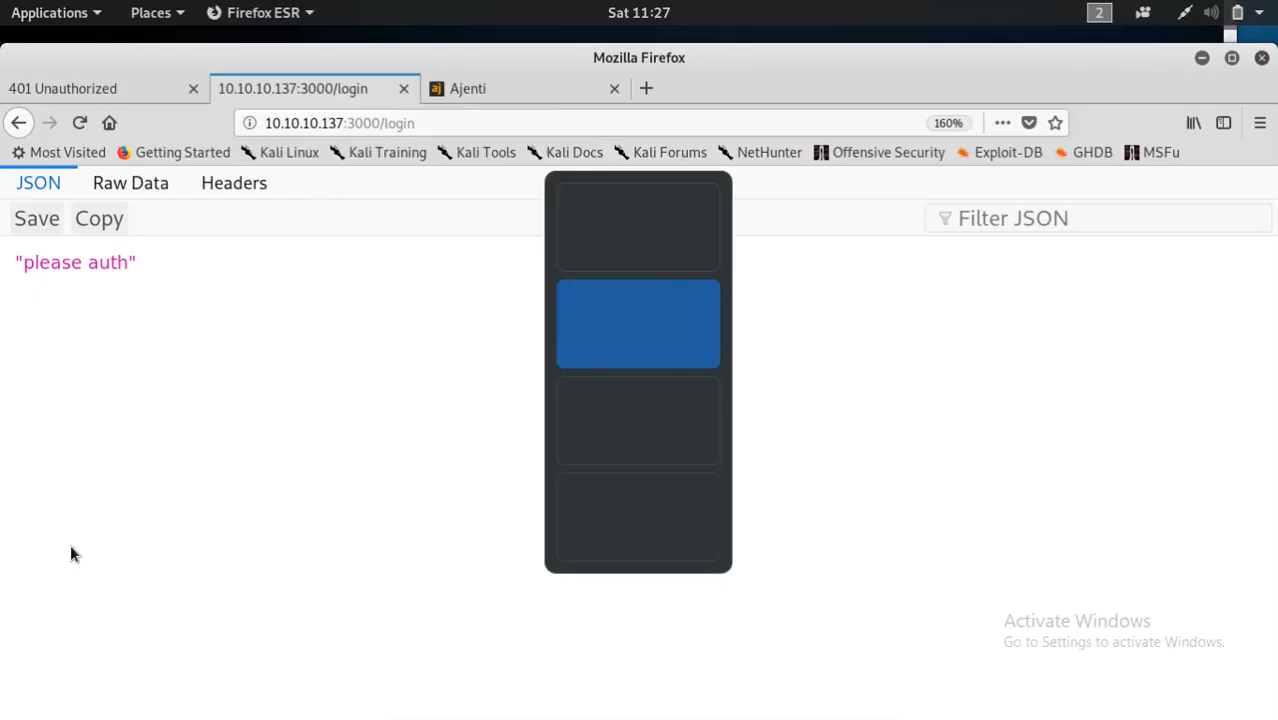 Applications Places Firefox ESR Sat 11:27 2
Mozilla Firefox
401 Unauthorized 10.10.10.137:3000/login aj Ajenti
10.10.10.137:3000/login 160%
Most Visited Getting Started Kali Linux Kali Training Kali Tools Kali Docs Kali Forums NetHunter Offensive Security Exploit-DB GHDB MSFu
JSON Raw Data Headers
Save Copy Filter JSON
"please auth"
Activate Windows
Go to Settings to activate Windows.